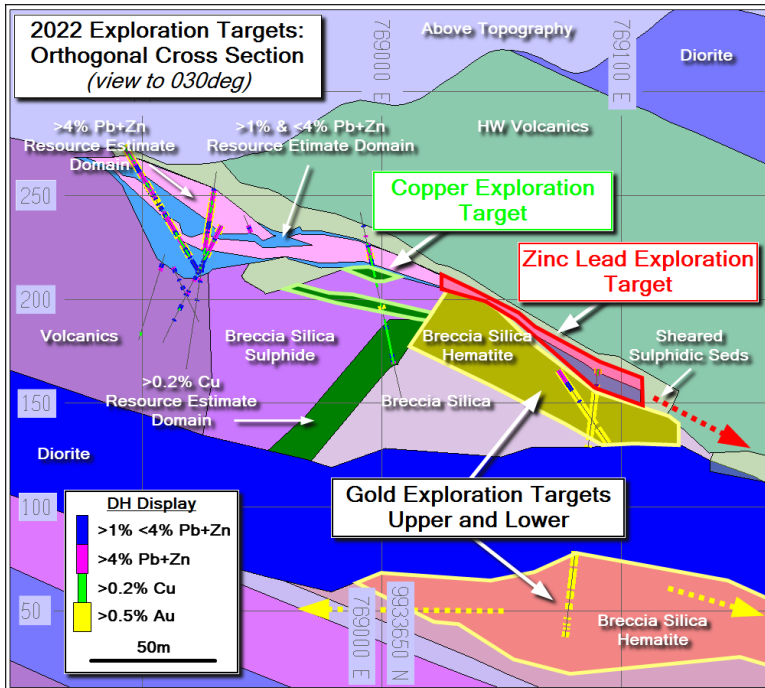 2022 Exploration Targets:
Orthogonal Cross Section
(view to 030deg)
769000 E
769100 E
Above Topography
Diorite
>4% Pb+Zn
Resource Estimate
Domain
>1% & <4% Pb+Zn
Resource Etimate Domain
HW Volcanics
250
Copper Exploration
Target
Zinc Lead Exploration
Target
200
Volcanics
Breccia Silica
Sulphide
Breccia Silica
Hematite
Sheared
Sulphidic Seds
>0.2% Cu
Resource Estimate
Domain
150
Breccia Silica
Diorite
100
Gold Exploration Targets
Upper and Lower
DH Display
>1% <4% Pb+Zn
>4% Pb+Zn
>0.2% Cu
>0.5% Au
50m
50
769000 E
9833650 N
Breccia Silica
Hematite